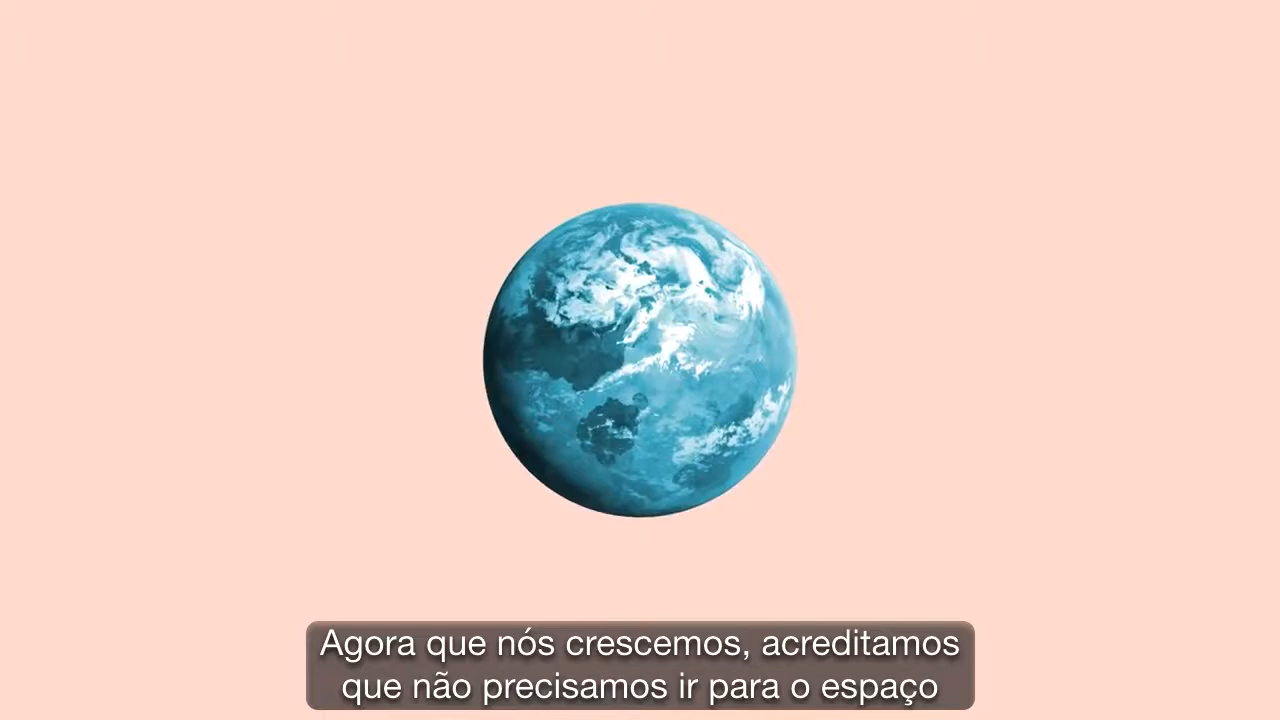 Agora que nós crescemos, acreditamos
que não precisamos ir para o espaço